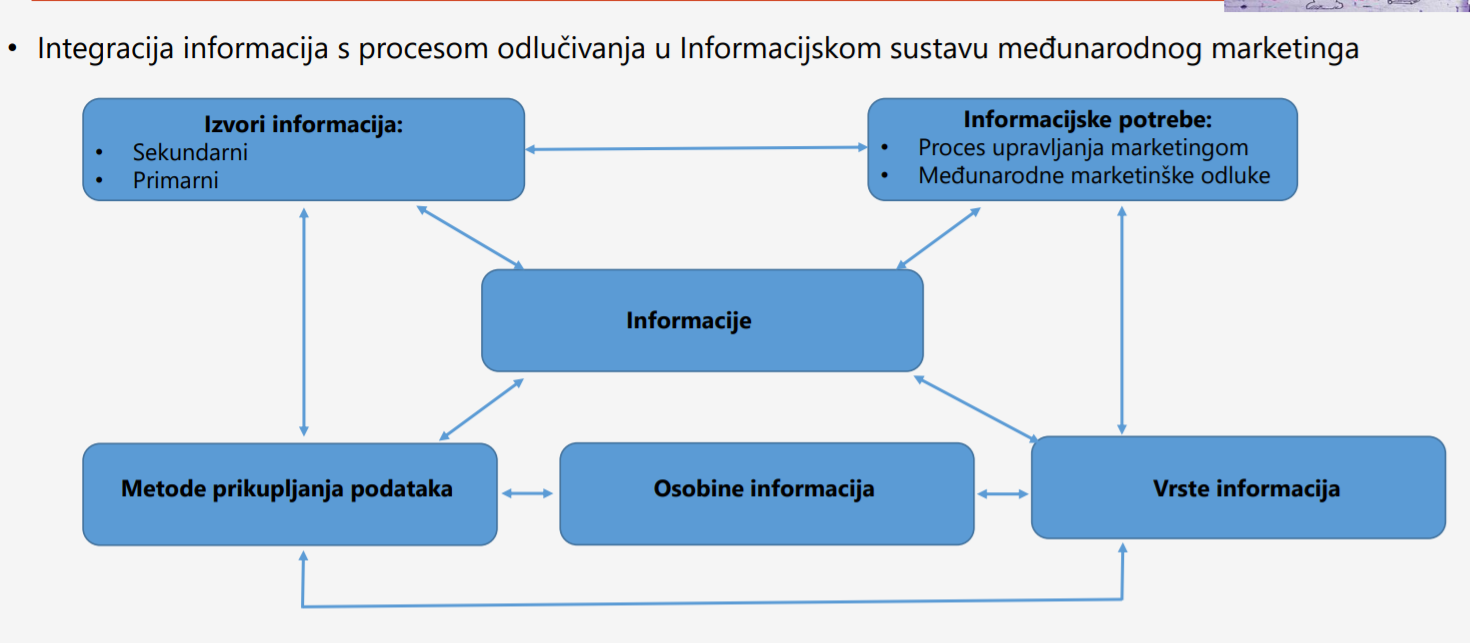 • Integracija informacija s procesom odlučivanja u Informacijskom sustavu međunarodnog marketinga
Izvori informacija:
• Sekundarni
• Primarni
Informacijske potrebe:
• Proces upravljanja marketingom
• Međunarodne marketinške odluke
Informacije
Metode prikupljanja podataka
Osobine informacija
Vrste informacija